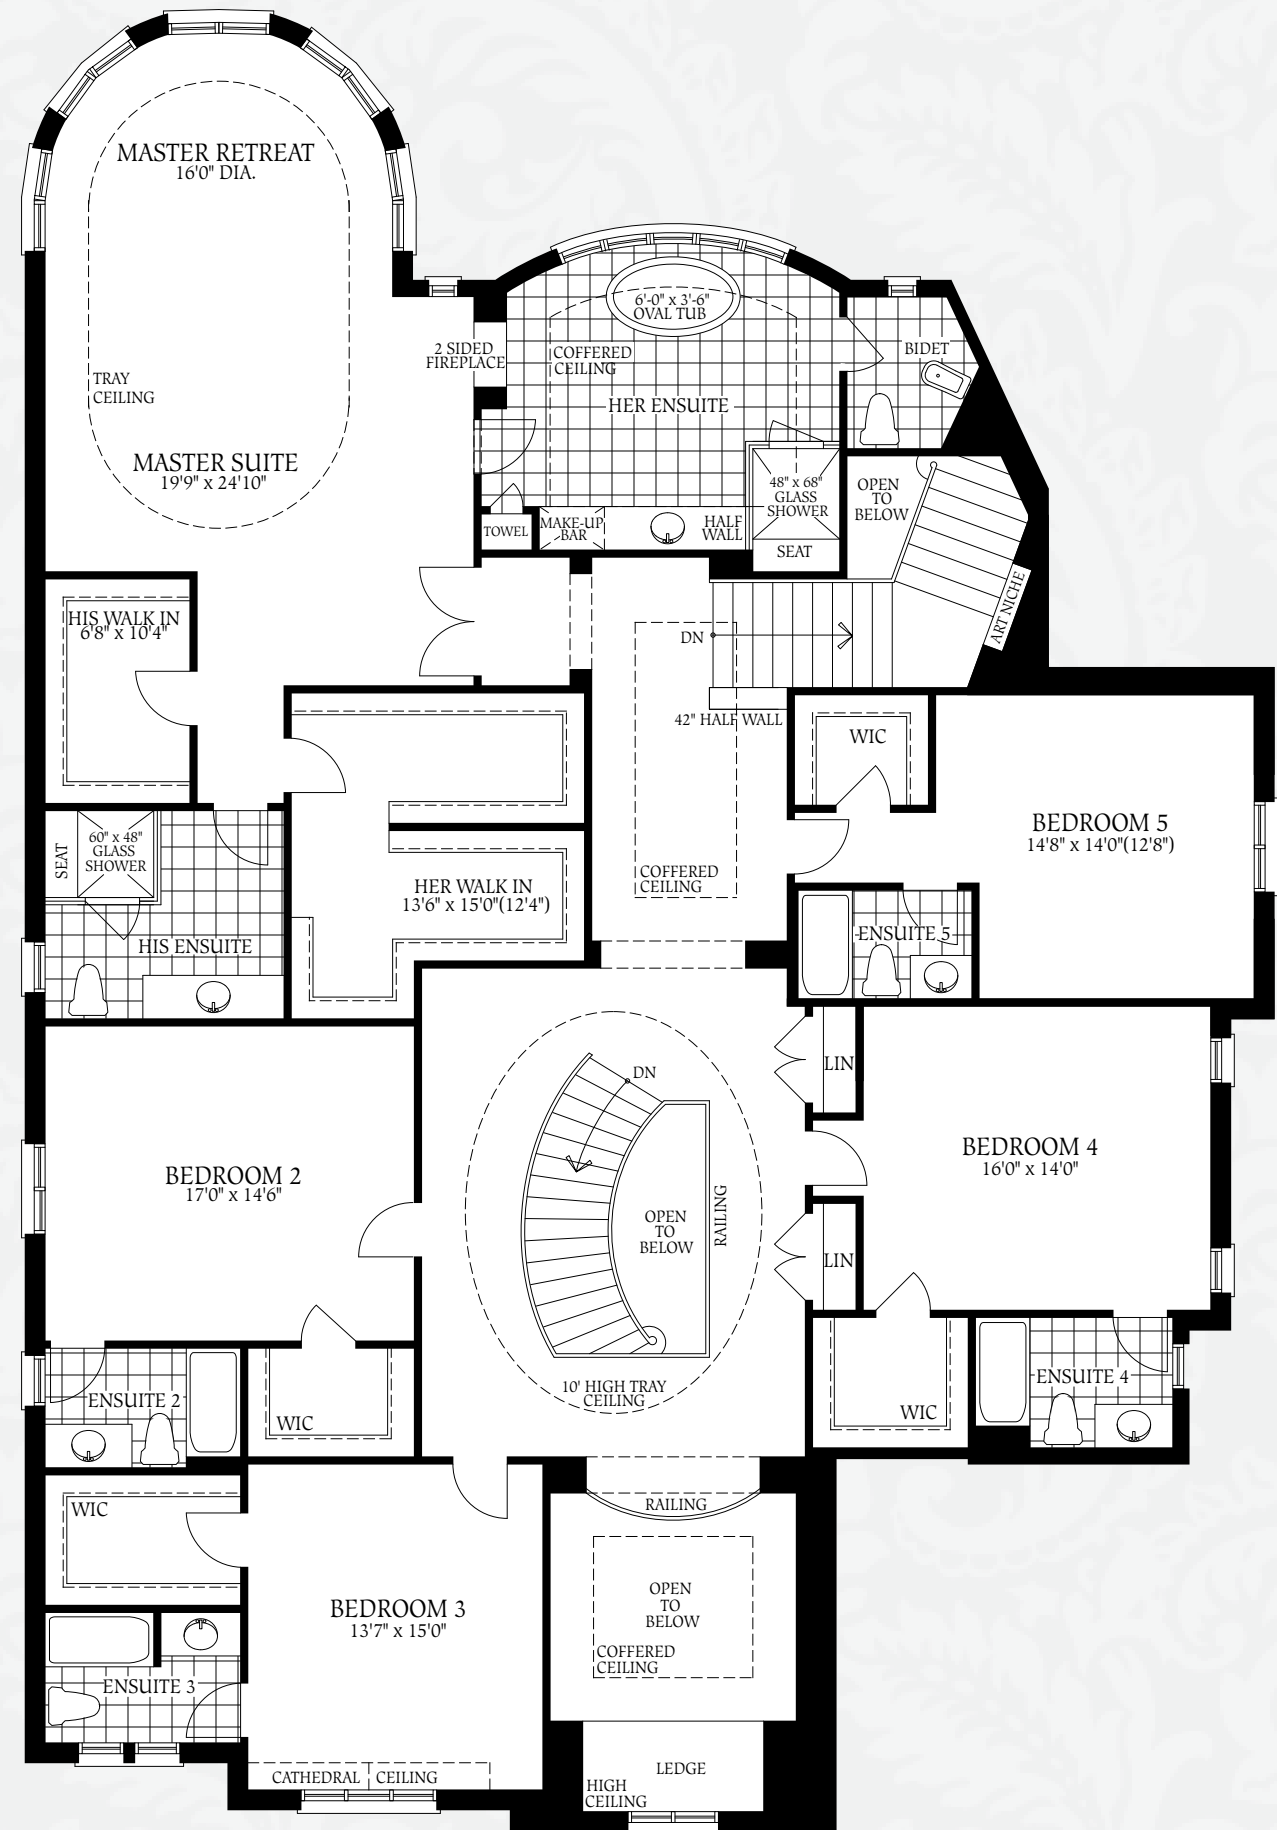 MASTER RETREAT
16'0" DIA.
TRAY
CEILING
MASTER SUITE
19'9" x 24'10"
2 SIDED
FIREPLACE
6'-0" x 3'-6"
OVAL TUB
COFFERED
CEILING
HER ENSUITE
BIDET
48" x 68"
GLASS
SHOWER
SEAT
HALF
WALL
MAKE-UP
BAR
TOWEL
OPEN
TO
BELOW
ART NICHE
DN
42" HALF WALL
HIS WALK IN
6'8" x 10'4"
WIC
BEDROOM 5
14'8" x 14'0"(12'8")
SEAT
60" x 48"
GLASS
SHOWER
HIS ENSUITE
HER WALK IN
13'6" x 15'0"(12'4")
COFFERED
CEILING
ENSUITE 5
LIN
DN
BEDROOM 2
17'0" x 14'6"
OPEN
TO
BELOW
RAILING
BEDROOM 4
16'0" x 14'0"
LIN
10' HIGH TRAY
CEILING
ENSUITE 2
WIC
WIC
ENSUITE 4
WIC
RAILING
BEDROOM 3
13'7" x 15'0"
OPEN
TO
BELOW
COFFERED
CEILING
ENSUITE 3
CATHEDRAL CEILING
LEDGE
HIGH
CEILING